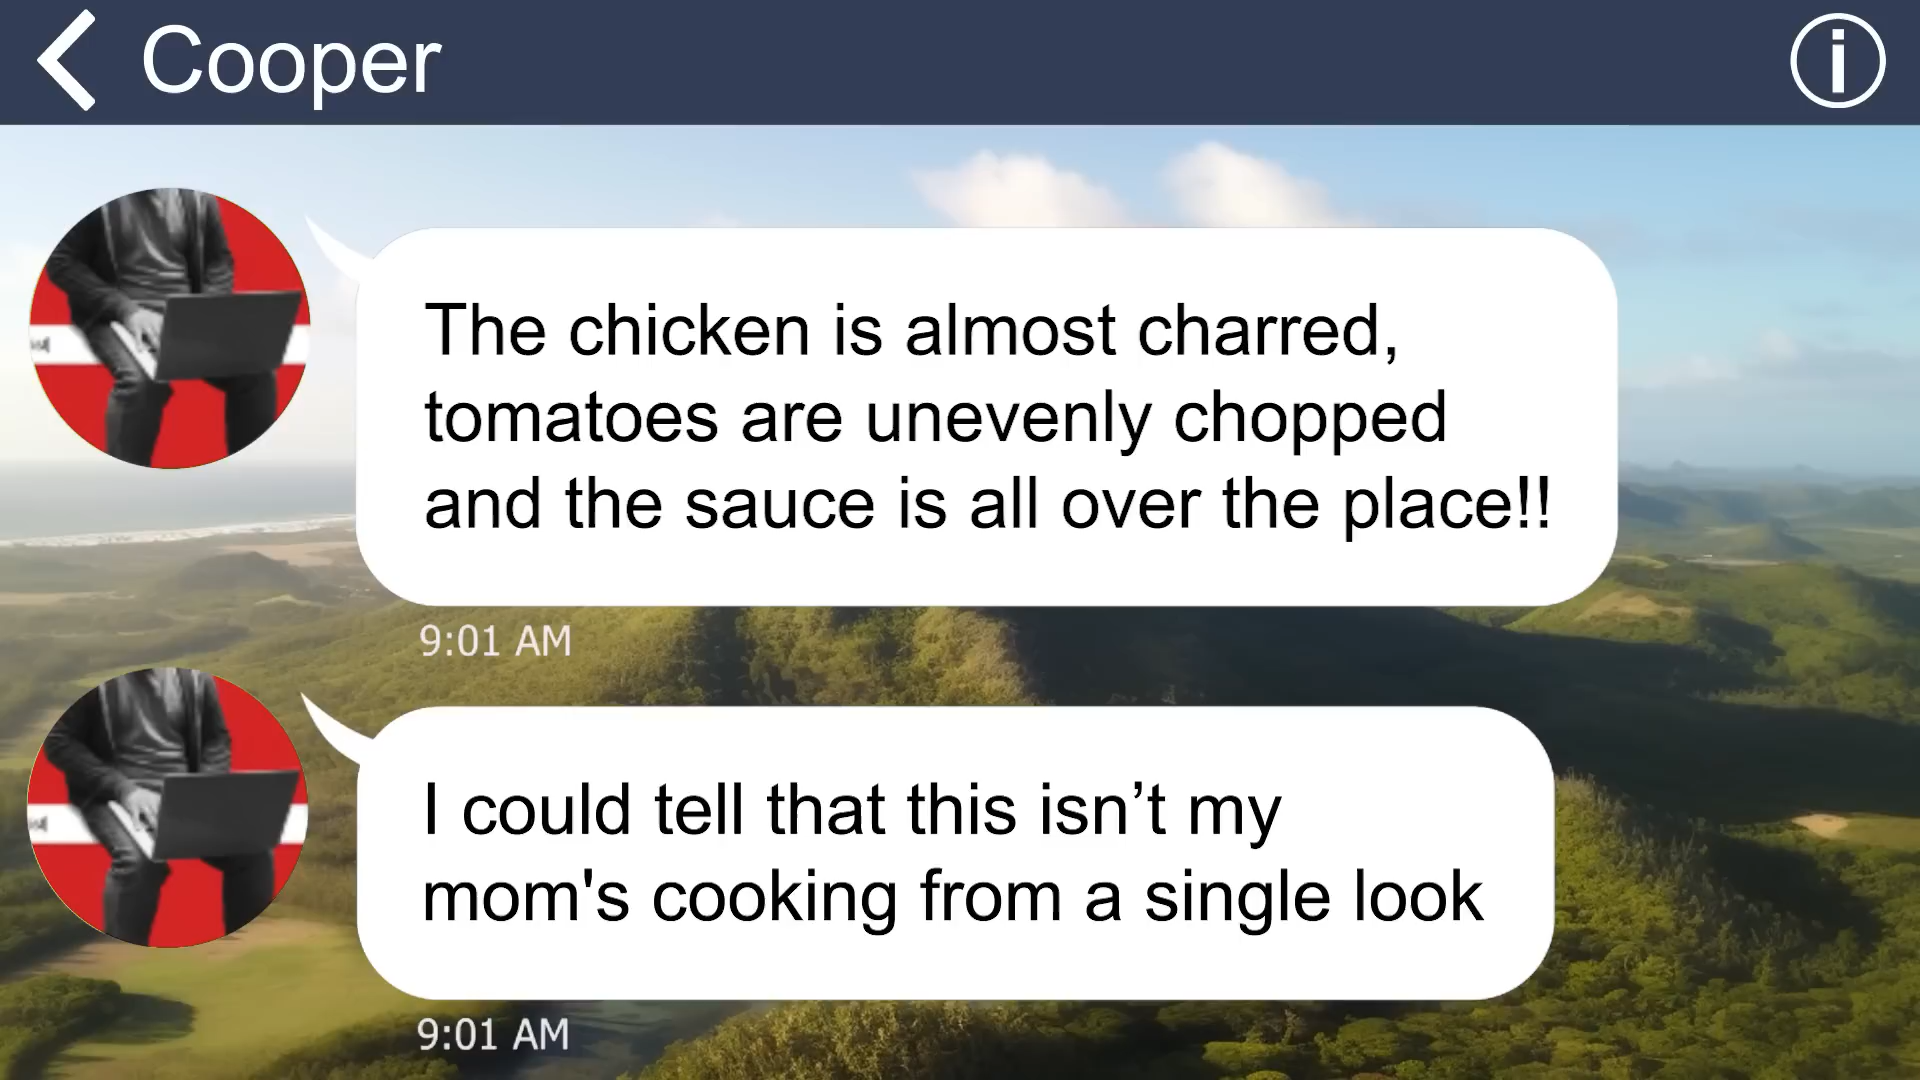 Cooper
The chicken is almost charred,
tomatoes are unevenly chopped
and the sauce is all over the place!!
9:01 AM
I could tell that this isn’t my
mom's cooking from a single look
9:01 AM